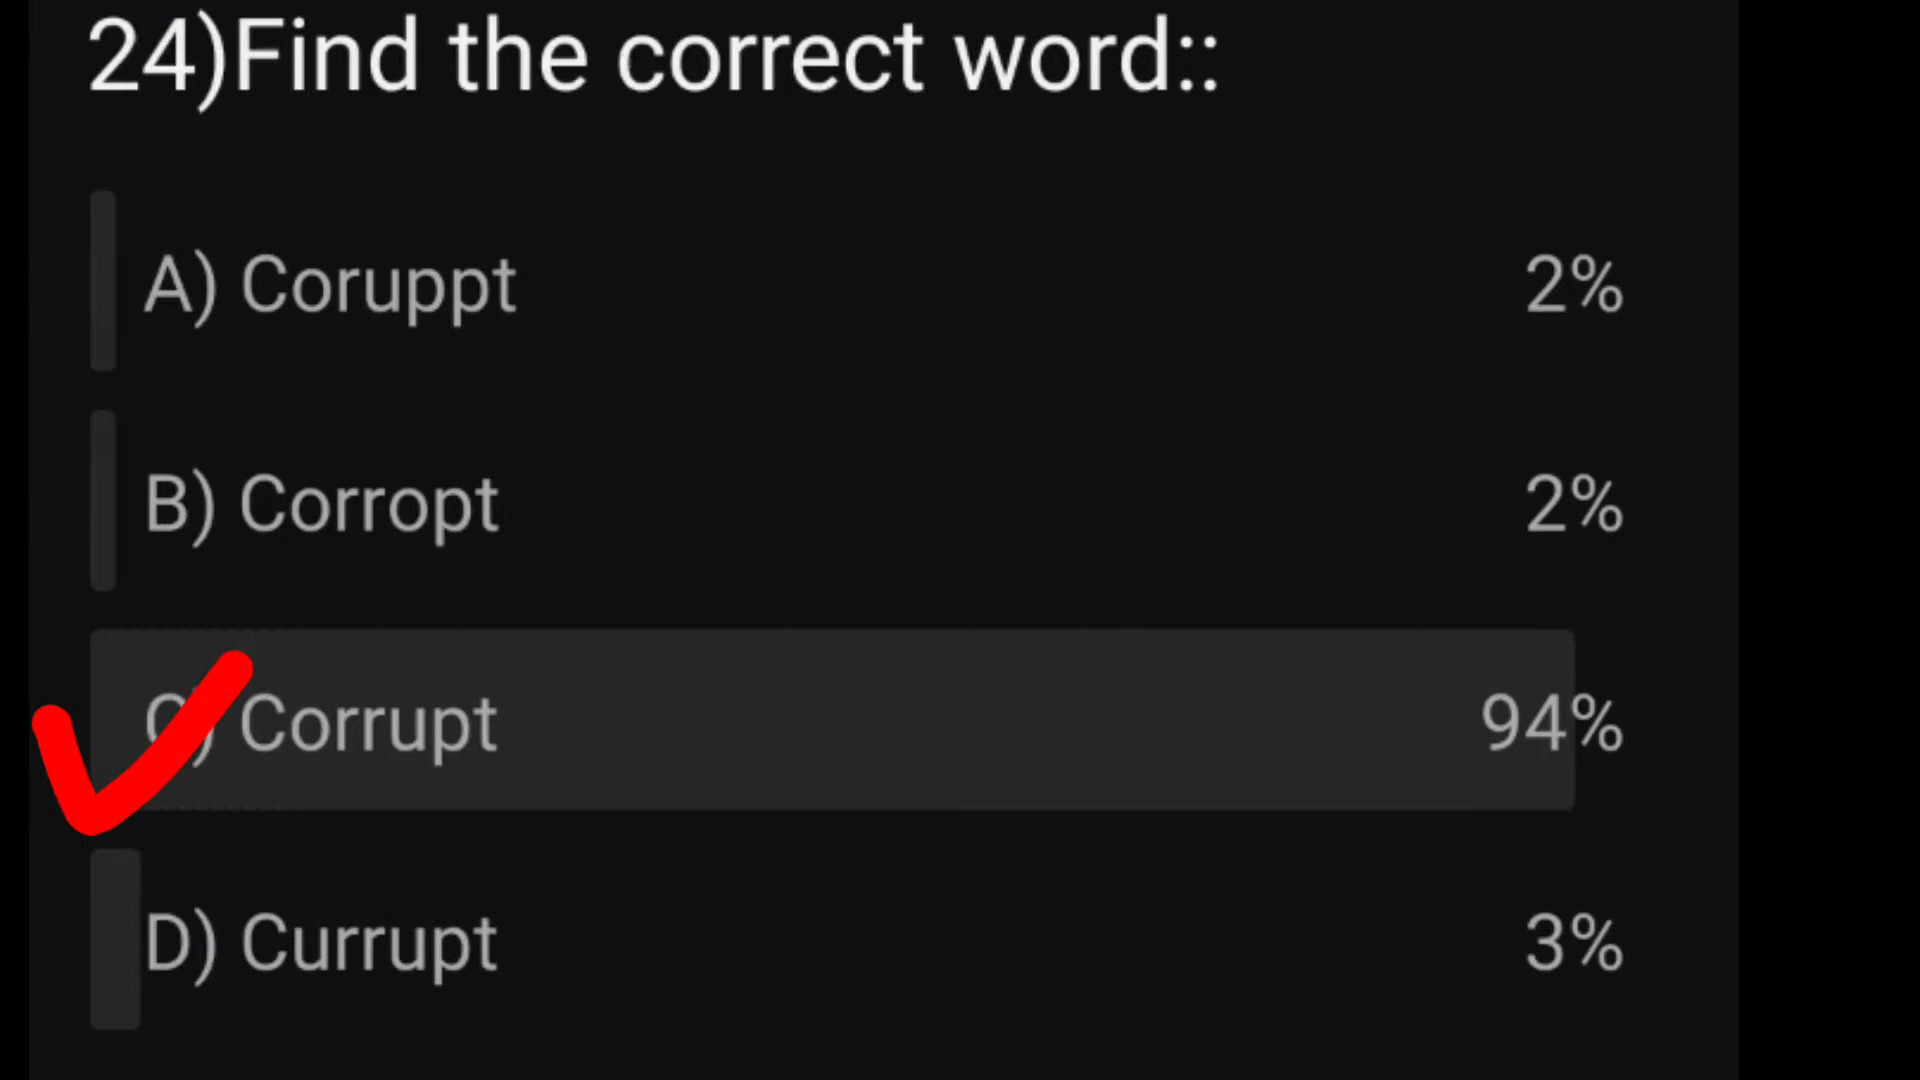 24)Find the correct word::
A) Coruppt 2%
B) Corropt 2%
C) Corrupt 94%
D) Currupt 3%